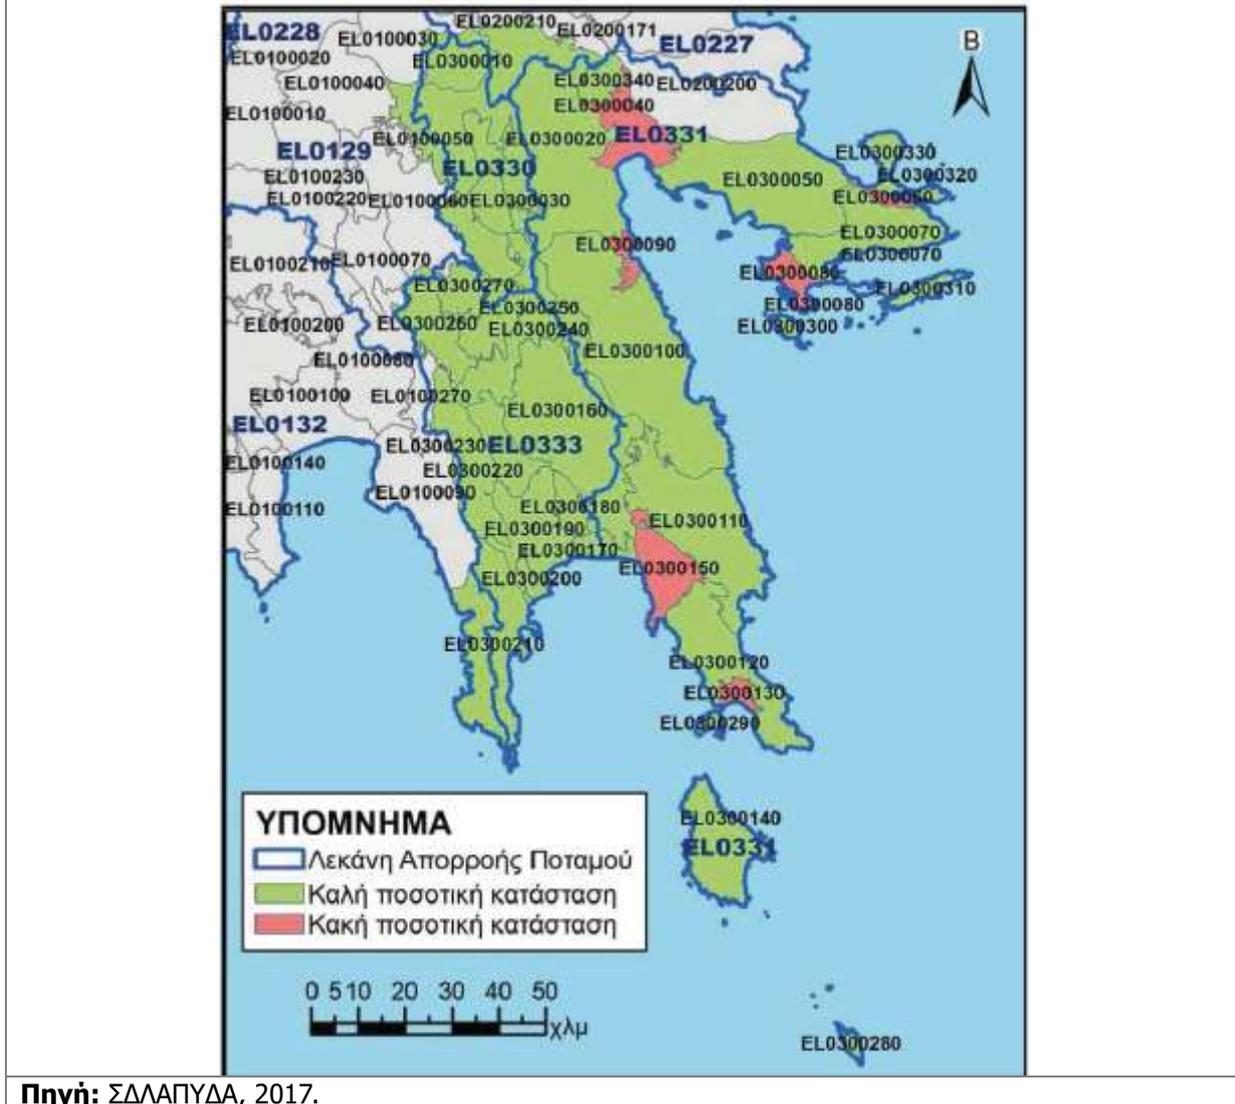 EL0200210
EL0200171
EL0228
EL0100030
EL0227
EL0100020
EL0300010
EL0100040
EL0300340
EL0200200
EL0300040
EL0100010
EL0100050
EL0300020
EL0331
EL0129
EL0300330
EL0330
EL0100230
EL0300050
EL0300320
EL0100220
EL0100060
EL0300030
EL0300060
EL0300070
EL0300090
EL0300070
EL0100210
EL0100070
EL0300080
EL0300270
EL0300310
EL0300250
EL0300080
EL0100200
EL0300260
EL0300240
EL0300300
EL0300100
EL0100080
EL0100100
EL0100270
EL0300160
EL0132
EL0300230
EL0333
EL0100140
EL0300220
EL0100090
EL0100110
EL0300180
EL0300110
EL0300190
EL0300170
EL0300150
EL0300200
EL0300210
EL0300120
EL0300130
EL0300290
EL0300140
EL0331
EL0300280
Β
ΥΠΟΜΝΗΜΑ
Λεκάνη Απορροής Ποταμού
Καλή ποσοτική κατάσταση
Κακή ποσοτική κατάσταση
0 5 10 20 30 40 50
χλμ
Πηγή: ΣΔΛΑΠΥΔΑ, 2017.